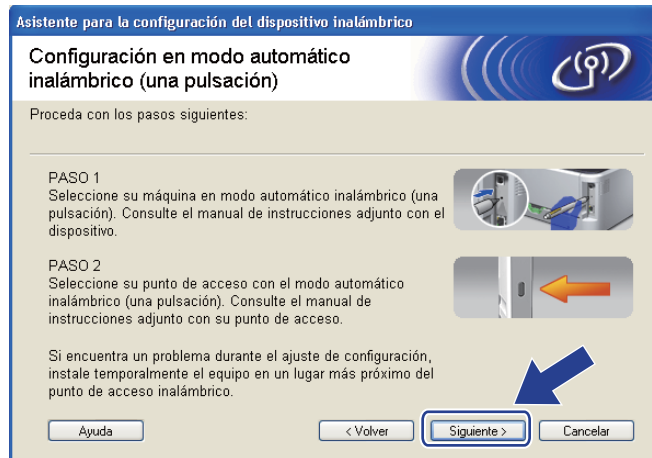 Asistente para la configuración del dispositivo inalámbrico
Configuración en modo automático
inalámbrico (una pulsación)
Proceda con los pasos siguientes:
PASO 1
Seleccione su máquina en modo automático inalámbrico (una
pulsación). Consulte el manual de instrucciones adjunto con el
dispositivo.
PASO 2
Seleccione su punto de acceso con el modo automático
inalámbrico (una pulsación). Consulte el manual de
instrucciones adjunto con su punto de acceso.
Si encuentra un problema durante el ajuste de configuración,
instale temporalmente el equipo en un lugar más próximo del
punto de acceso inalámbrico.
Ayuda
< Volver
Siguiente >
Cancelar